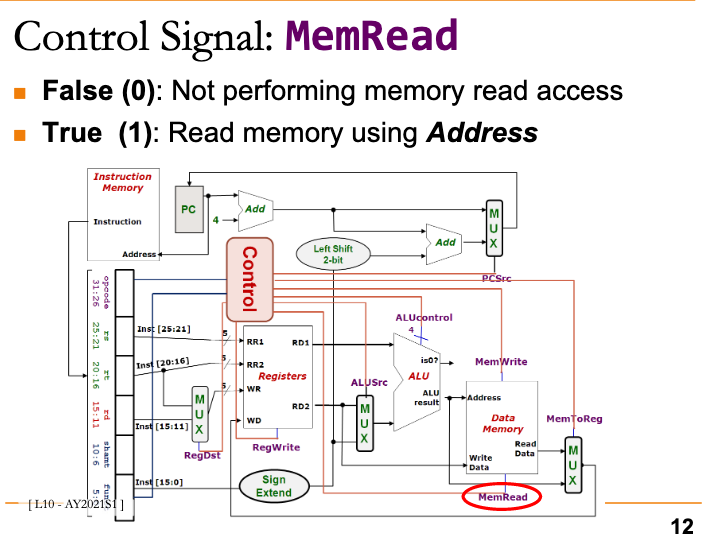 Control Signal: MemRead
False (0): Not performing memory read access
True (1): Read memory using Address
Instruction
Memory
Instruction
Address
PC
4
Add
Left Shift
2-bit
Add
MUX
PCSrc
Control
opcode
31:26
rs
25:21
rt
20:16
rd
15:11
shamt
10:6
Inst [25:21]
Inst [20:16]
Inst [15:11]
Inst [15:0]
MUX
RegDst
5
5
5
RR1
RR2
WR
WD
Registers
RD1
RD2
RegWrite
Sign
Extend
ALUSrc
MUX
ALUcontrol
4
is0?
ALU
ALU
result
MemWrite
Address
Data
Memory
Read
Data
Write
Data
MemRead
MemToReg
MUX
[ L10 - AY2021S1 ]
12